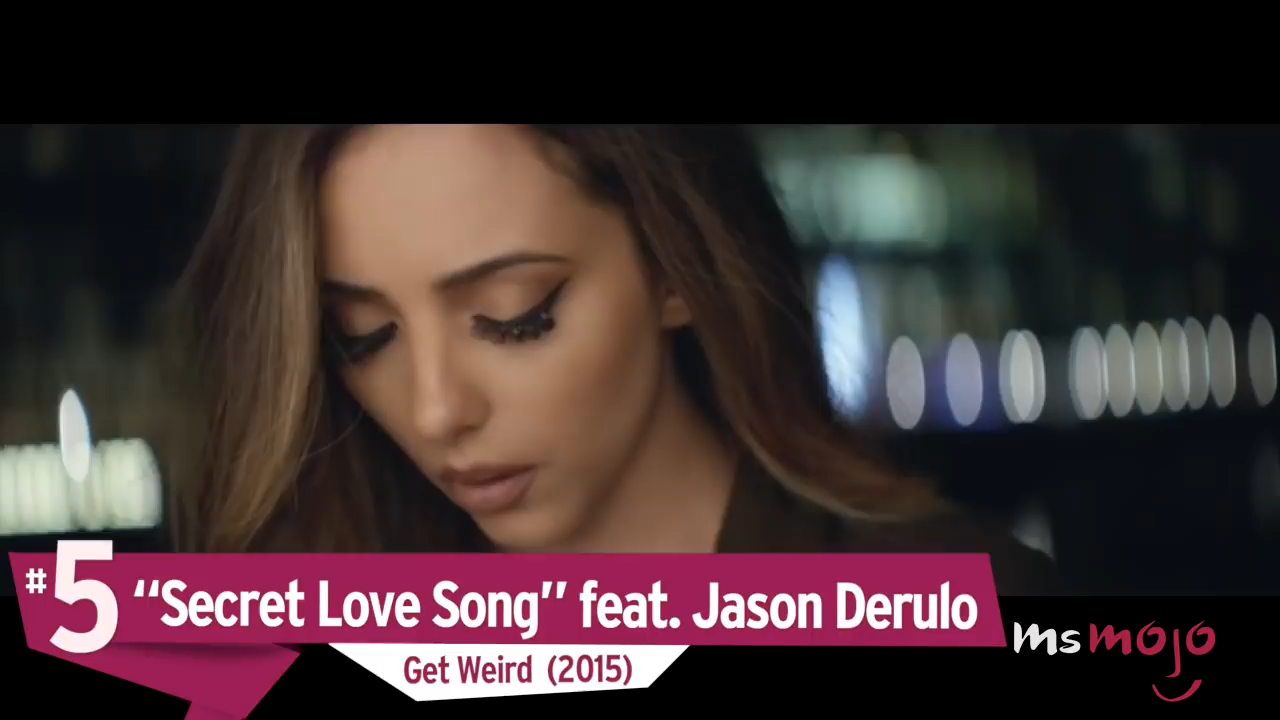 #5 “Secret Love Song” feat. Jason Derulo
Get Weird (2015)
msmojo